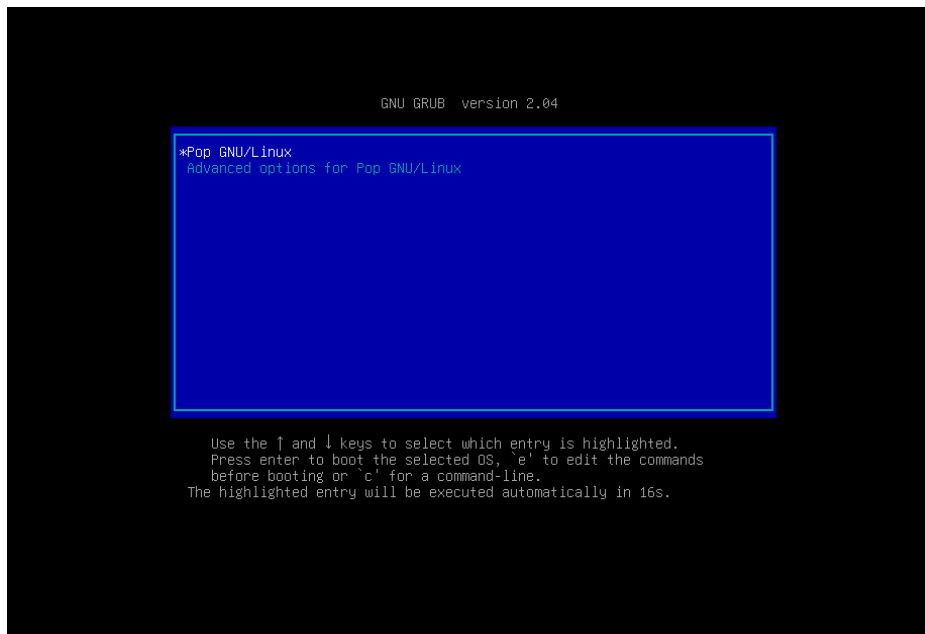 GNU GRUB  version 2.04
*Pop GNU/Linux
Advanced options for Pop GNU/Linux
Use the ↑ and ↓ keys to select which entry is highlighted.
Press enter to boot the selected OS, `e' to edit the commands
before booting or `c' for a command-line.
The highlighted entry will be executed automatically in 16s.